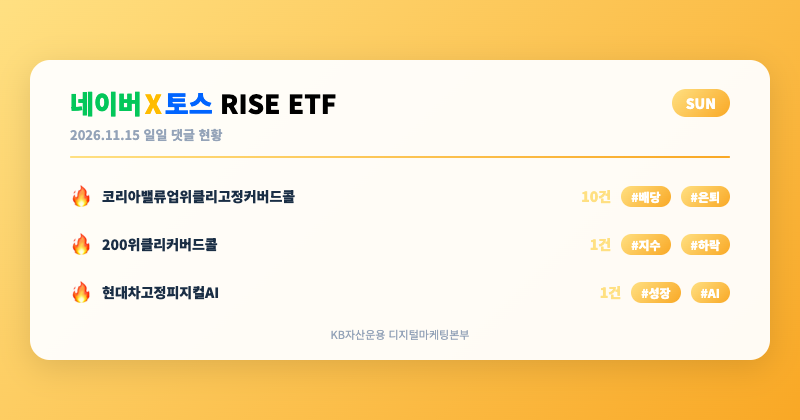 네이버X토스 RISE ETF
SUN
2026.11.15 일일 댓글 현황
코리아밸류업위클리고정커버드콜 10건 #배당 #은퇴
200위클리커버드콜 1건 #지수 #하락
현대차고정피지컬AI 1건 #성장 #AI
KB자산운용 디지털마케팅본부